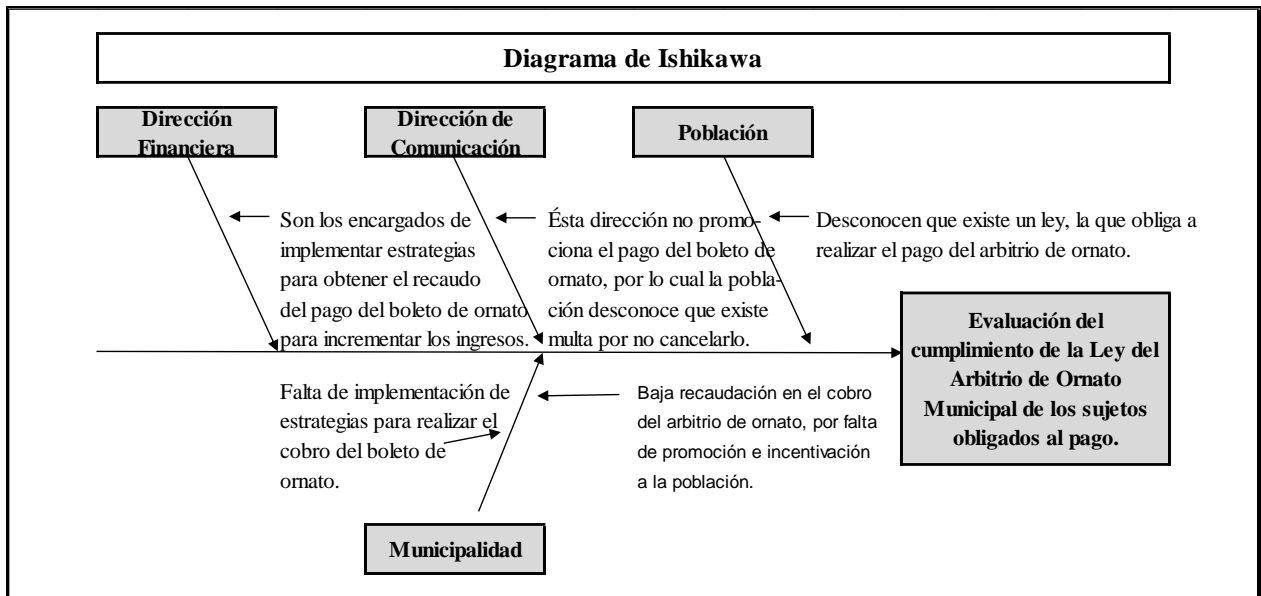 Diagrama de Ishikawa
Dirección
Financiera
Dirección de
Comunicación
Población
Son los encargados de
implementar estrategias
para obtener el recaudo
del pago del boleto de ornato
para incrementar los ingresos.
Ésta dirección no promo-
ciona el pago del boleto de
ornato, por lo cual la pobla-
ción desconoce que existe
multa por no cancelarlo.
Desconocen que existe un ley, la que obliga a
realizar el pago del arbitrio de ornato.
Evaluación del
cumplimiento de la Ley del
Arbitrio de Ornato
Municipal de los sujetos
obligados al pago.
Falta de implementación de
estrategias para realizar el
cobro del boleto de
ornato.
Baja recaudación en el cobro
del arbitrio de ornato, por falta
de promoción e incentivación
a la población.
Municipalidad